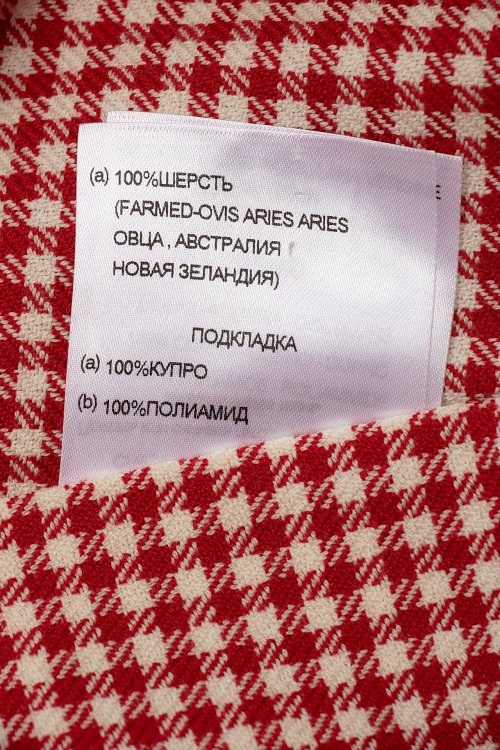 (a) 100%ШЕРСТЬ
(FARMED-OVIS ARIES ARIES
ОВЦА , АВСТРАЛИЯ
НОВАЯ ЗЕЛАНДИЯ)
ПОДКЛАДКА
(a) 100%КУПРО
(b) 100%ПОЛИАМИД